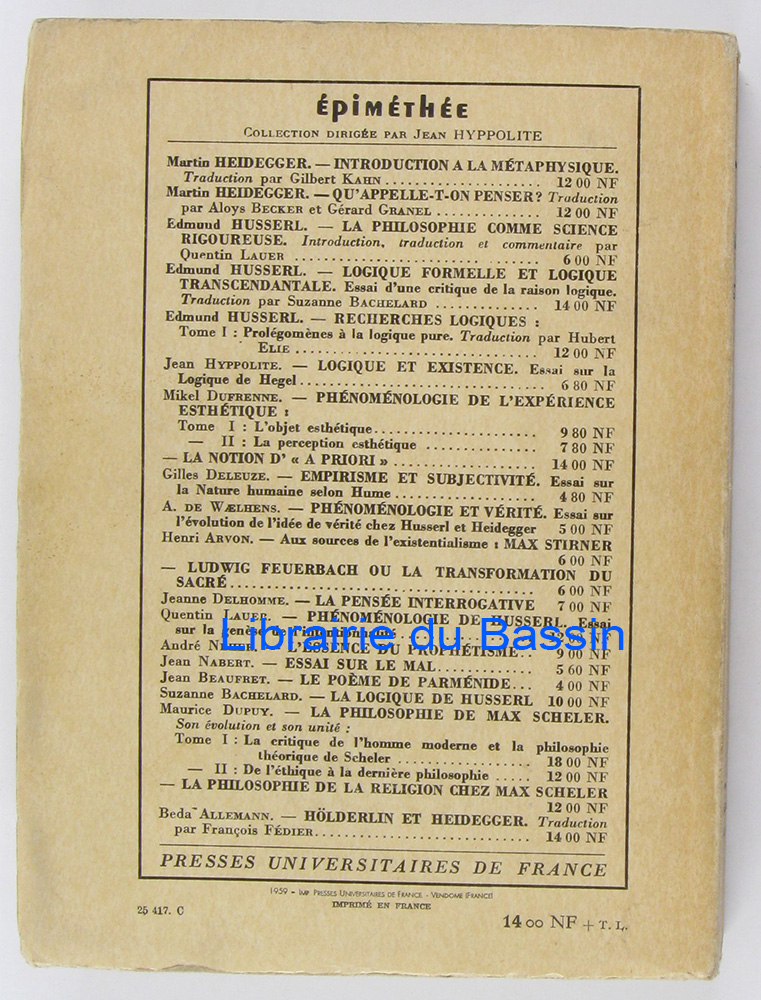 épiméthée
COLLECTION DIRIGÉE PAR JEAN HYPPOLITE
Martin HEIDEGGER. — INTRODUCTION A LA MÉTAPHYSIQUE.
Traduction par Gilbert KAHN ..................... 12 00 NF
Martin HEIDEGGER. — QU'APPELLE-T-ON PENSER? Traduction
par Aloys BECKER et Gérard GRANEL .............. 12 00 NF
Edmund HUSSERL. — LA PHILOSOPHIE COMME SCIENCE
RIGOUREUSE. Introduction, traduction et commentaire par
Quentin LAUER ................................. 6 00 NF
Edmund HUSSERL. — LOGIQUE FORMELLE ET LOGIQUE
TRANSCENDANTALE. Essai d'une critique de la raison logique.
Traduction par Suzanne BACHELARD .............. 14 00 NF
Edmund HUSSERL. — RECHERCHES LOGIQUES :
Tome I : Prolégomènes à la logique pure. Traduction par Hubert
ELIE ................................. 12 00 NF
Jean HYPPOLITE. — LOGIQUE ET EXISTENCE. Essai sur la
Logique de Hegel ................................. 6 80 NF
Mikel DUFRENNE. — PHÉNOMÉNOLOGIE DE L'EXPÉRIENCE
ESTHÉTIQUE :
Tome I : L'objet esthétique...................... 9 80 NF
— II : La perception esthétique .............. 7 80 NF
— LA NOTION D' « A PRIORI » .................. 14 00 NF
Gilles DELEUZE. — EMPIRISME ET SUBJECTIVITÉ. Essai sur
la Nature humaine selon Hume ................. 4 80 NF
A. DE WÆLHENS. — PHÉNOMÉNOLOGIE ET VÉRITÉ. Essai sur
l'évolution de l'idée de vérité chez Husserl et Heidegger 5 00 NF
Henri ARVON. — Aux sources de l'existentialisme : MAX STIRNER
6 00 NF
— LUDWIG FEUERBACH OU LA TRANSFORMATION DU
SACRÉ................................. 6 00 NF
Jeanne DELHOMME. — LA PENSÉE INTERROGATIVE 7 00 NF
Quentin LAUER. — PHÉNOMÉNOLOGIE DE HUSSERL. Essai
sur la genèse de l'intentionnalité
Librairie du Bassin
André — L'ESSENCE DU PROPHÉTISME.. 9 00 NF
Jean NABERT. — ESSAI SUR LE MAL................ 5 60 NF
Jean BEAUFRET. — LE POÈME DE PARMÉNIDE... 4 00 NF
Suzanne BACHELARD. — LA LOGIQUE DE HUSSERL 10 00 NF
Maurice DUPUY. — LA PHILOSOPHIE DE MAX SCHELER.
Son évolution et son unité :
Tome I : La critique de l'homme moderne et la philosophie
théorique de Scheler .................. 18 00 NF
— II : De l'éthique à la dernière philosophie ..... 12 00 NF
— LA PHILOSOPHIE DE LA RELIGION CHEZ MAX SCHELER
12 00 NF
Beda ALLEMANN. — HÖLDERLIN ET HEIDEGGER. Traduction
par François FÉDIER............................ 14 00 NF
PRESSES UNIVERSITAIRES DE FRANCE
1959 - IMP PRESSES UNIVERSITAIRES DE FRANCE - VENDOME (FRANCE)
IMPRIMÉ EN FRANCE
25 417. C
14 00 NF + T. L.